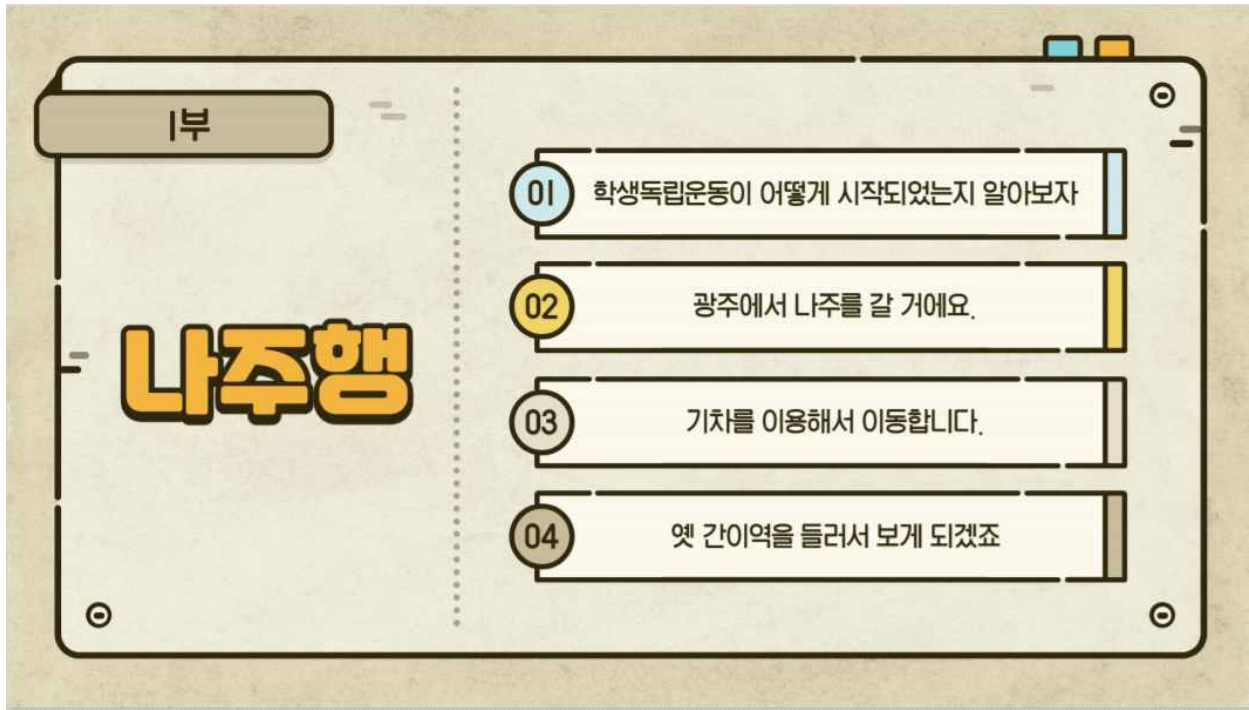 1부
나주행
01 학생독립운동이 어떻게 시작되었는지 알아보자
02 광주에서 나주를 갈 거에요.
03 기차를 이용해서 이동합니다.
04 옛 간이역을 들러서 보게 되겠죠